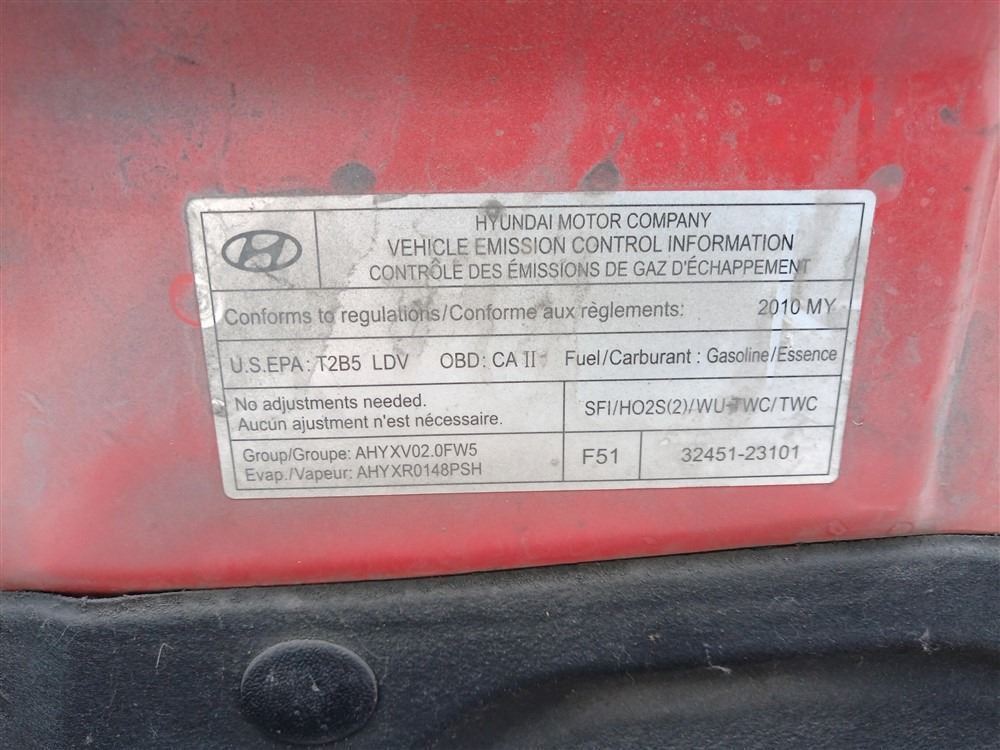 HYUNDAI MOTOR COMPANY
VEHICLE EMISSION CONTROL INFORMATION
CONTRÔLE DES ÉMISSIONS DE GAZ D'ÉCHAPPEMENT
Conforms to regulations/Conforme aux règlements: 2010 MY
U.S.EPA: T2B5 LDV OBD: CA II Fuel/Carburant : Gasoline/Essence
No adjustments needed.
Aucun ajustment n'est nécessaire.
SFI/HO2S(2)/WU-TWC/TWC
Group/Groupe: AHYXV02.0FW5
Evap./Vapeur: AHYXR0148PSH
F51
32451-23101